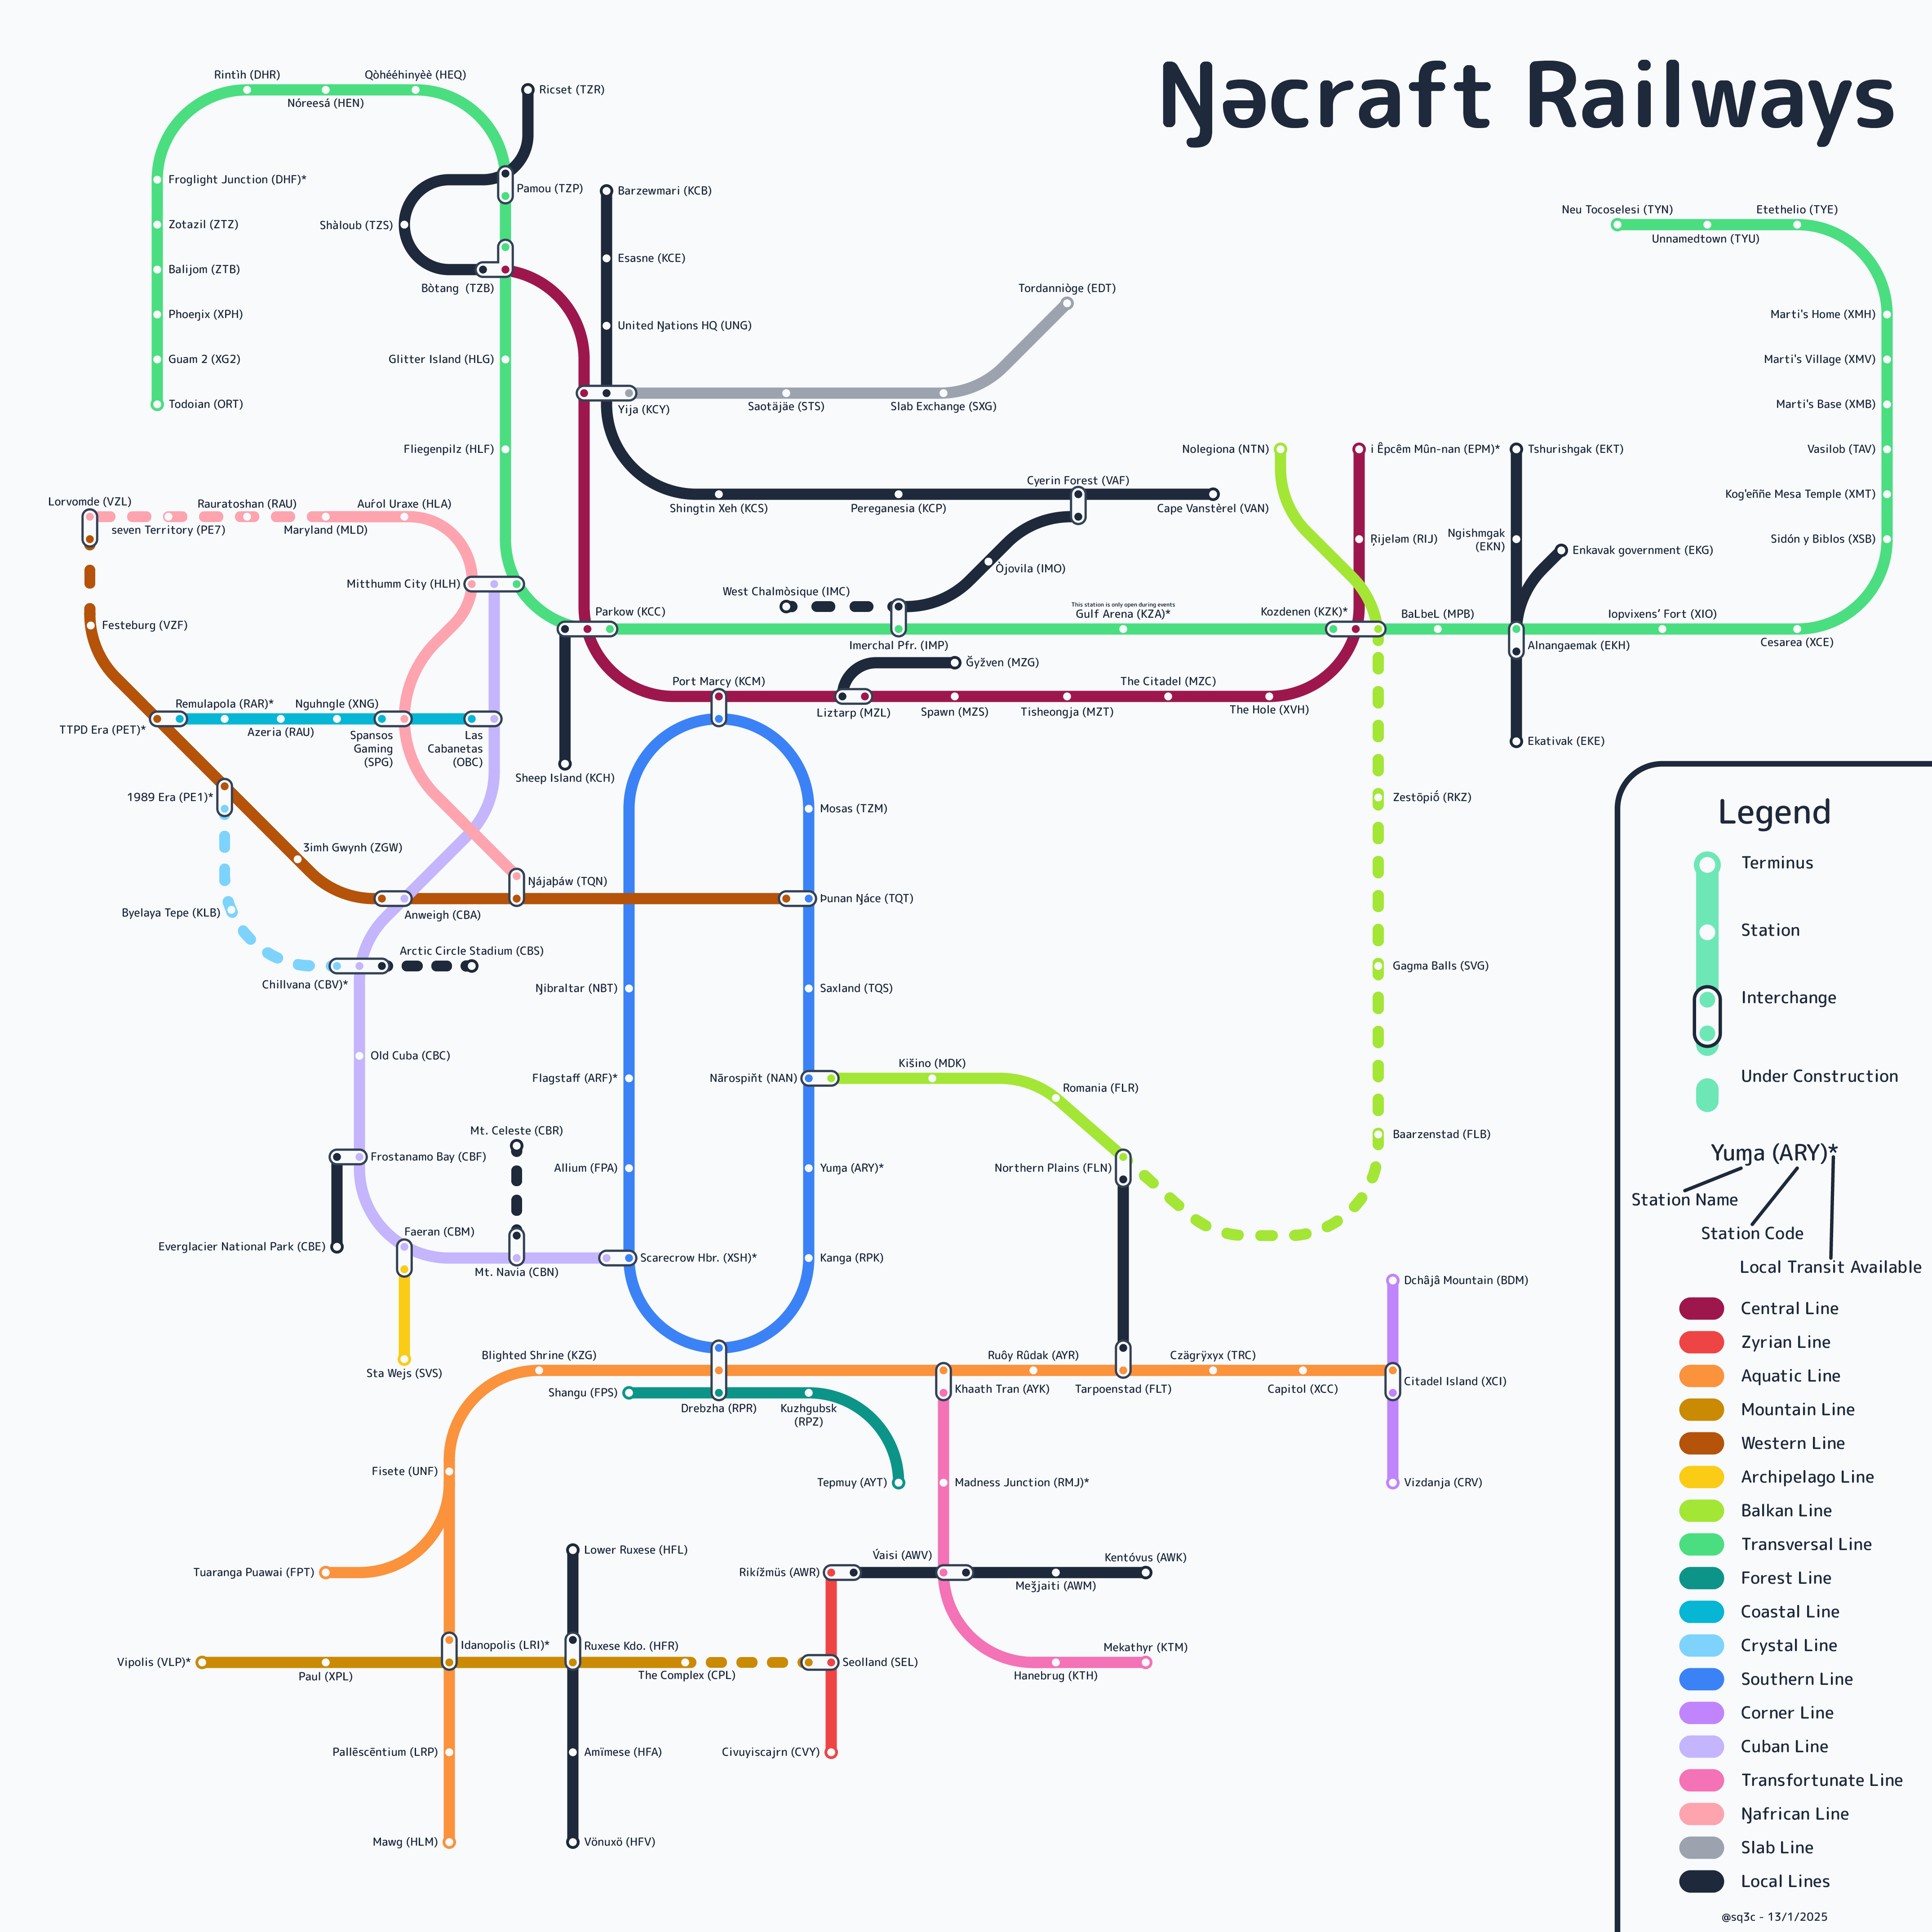 Ŋəcraft Railways
Rintìh (DHR)
Qòhééhinyèè (HEQ)
Nóreesá (HEN)
Ricset (TZR)
Froglight Junction (DHF)*
Pamou (TZP)
Zotazil (ZTZ)
Shàloub (TZS)
Balijom (ZTB)
Bòtang (TZB)
Phoeŋix (XPH)
Guam 2 (XG2)
Glitter Island (HLG)
Todoian (ORT)
Fliegenpilz (HLF)
Barzewmari (KCB)
Esasne (KCE)
United Ŋations HQ (UNG)
Yija (KCY)
Saotäjäe (STS)
Slab Exchange (SXG)
Tordanniòge (EDT)
Shingtin Xeh (KCS)
Pereganesia (KCP)
Cyerin Forest (VAF)
Cape Vanstèrel (VAN)
Òjovila (IMO)
West Chalmòsique (IMC)
Imerchal Pfr. (IMP)
Neu Tocoselesi (TYN)
Unnamedtown (TYU)
Etethelio (TYE)
Marti's Home (XMH)
Marti's Village (XMV)
Marti's Base (XMB)
Vasilob (TAV)
Kog'eññe Mesa Temple (XMT)
Sidón y Biblos (XSB)
Nolegiona (NTN)
i Êpcêm Mûn-nan (EPM)*
Ŗijeləm (RIJ)
Tshurishgak (EKT)
Ngishmgak
(EKN)
Enkavak government (EKG)
Lorvomde (VZL)
seven Territory (PE7)
Rauratoshan (RAU)
Maryland (MLD)
Auŕol Uraxe (HLA)
Mitthumm City (HLH)
Parkow (KCC)
This station is only open during events
Gulf Arena (KZA)*
Kozdenen (KZK)*
BaLbeL (MPB)
Alnangaemak (EKH)
Iopvixens' Fort (XIO)
Cesarea (XCE)
Ekativak (EKE)
Festeburg (VZF)
TTPD Era (PET)*
Remulapola (RAR)*
Azeria (RAU)
Nguhngle (XNG)
Spansos
Gaming
(SPG)
Las
Cabanetas
(OBC)
Sheep Island (KCH)
Port Marcy (KCM)
Ğyžven (MZG)
Liztarp (MZL)
Spawn (MZS)
Tisheongja (MZT)
The Citadel (MZC)
The Hole (XVH)
1989 Era (PE1)*
Ʒimh Gwynh (ZGW)
Byelaya Tepe (KLB)
Anweigh (CBA)
Ŋájaþáw (TQN)
Mosas (TZM)
Þunan Ŋáce (TQT)
Zestōpiṓ (RKZ)
Arctic Circle Stadium (CBS)
Chillvana (CBV)*
Ŋibraltar (NBT)
Saxland (TQS)
Gagma Balls (SVG)
Old Cuba (CBC)
Flagstaff (ARF)*
Nārospiňt (NAN)
Kišino (MDK)
Romania (FLR)
Mt. Celeste (CBR)
Baarzenstad (FLB)
Frostanamo Bay (CBF)
Allium (FPA)
Yuɱa (ARY)*
Northern Plains (FLN)
Everglacier National Park (CBE)
Faeran (CBM)
Mt. Navia (CBN)
Scarecrow Hbr. (XSH)*
Kanga (RPK)
Dchâjâ Mountain (BDM)
Sta Wejs (SVS)
Blighted Shrine (KZG)
Shangu (FPS)
Drebzha (RPR)
Kuzhgubsk
(RPZ)
Khaath Tran (AYK)
Ruôy Rûdak (AYR)
Tarpoenstad (FLT)
Czägrÿxyx (TRC)
Capitol (XCC)
Citadel Island (XCI)
Fisete (UNF)
Tepmuy (AYT)
Madness Junction (RMJ)*
Vizdanja (CRV)
Tuaranga Puawai (FPT)
Lower Ruxese (HFL)
Rikížmüs (AWR)
V́aisi (AWV)
Meǯjaiti (AWM)
Kentóvus (AWK)
Vipolis (VLP)*
Paul (XPL)
Idanopolis (LRI)*
Ruxese Kdo. (HFR)
The Complex (CPL)
Seolland (SEL)
Hanebrug (KTH)
Mekathyr (KTM)
Pallēscēntium (LRP)
Amïmese (HFA)
Civuyiscajrn (CVY)
Mawg (HLM)
Vönuxö (HFV)
Legend
Terminus
Station
Interchange
Under Construction
Yuɱa (ARY)*
Station Name
Station Code
Local Transit Available
Central Line
Zyrian Line
Aquatic Line
Mountain Line
Western Line
Archipelago Line
Balkan Line
Transversal Line
Forest Line
Coastal Line
Crystal Line
Southern Line
Corner Line
Cuban Line
Transfortunate Line
Ŋafrican Line
Slab Line
Local Lines
@sq3c - 13/1/2025